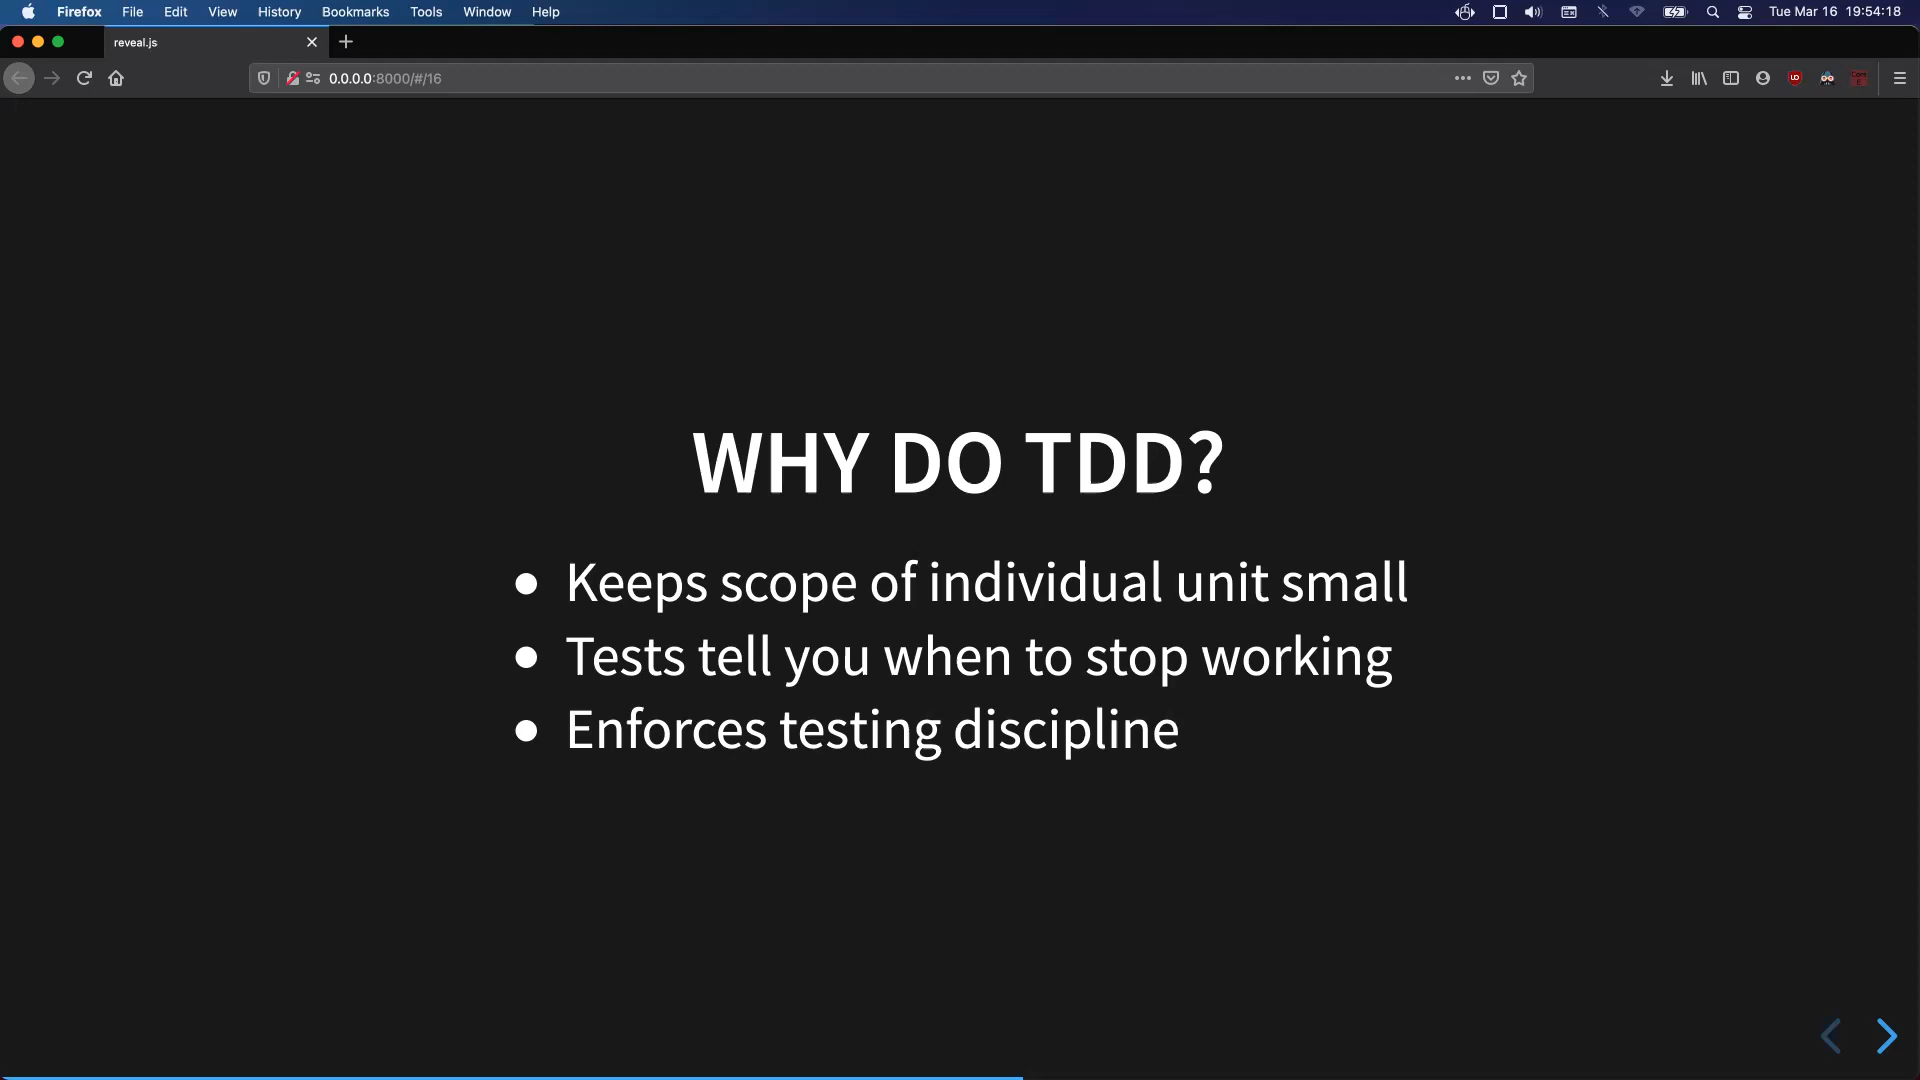 Firefox File Edit View History Bookmarks Tools Window Help Tue Mar 16 19:54:18
reveal.js
0.0.0.0:8000/#/16
WHY DO TDD?
Keeps scope of individual unit small
Tests tell you when to stop working
Enforces testing discipline